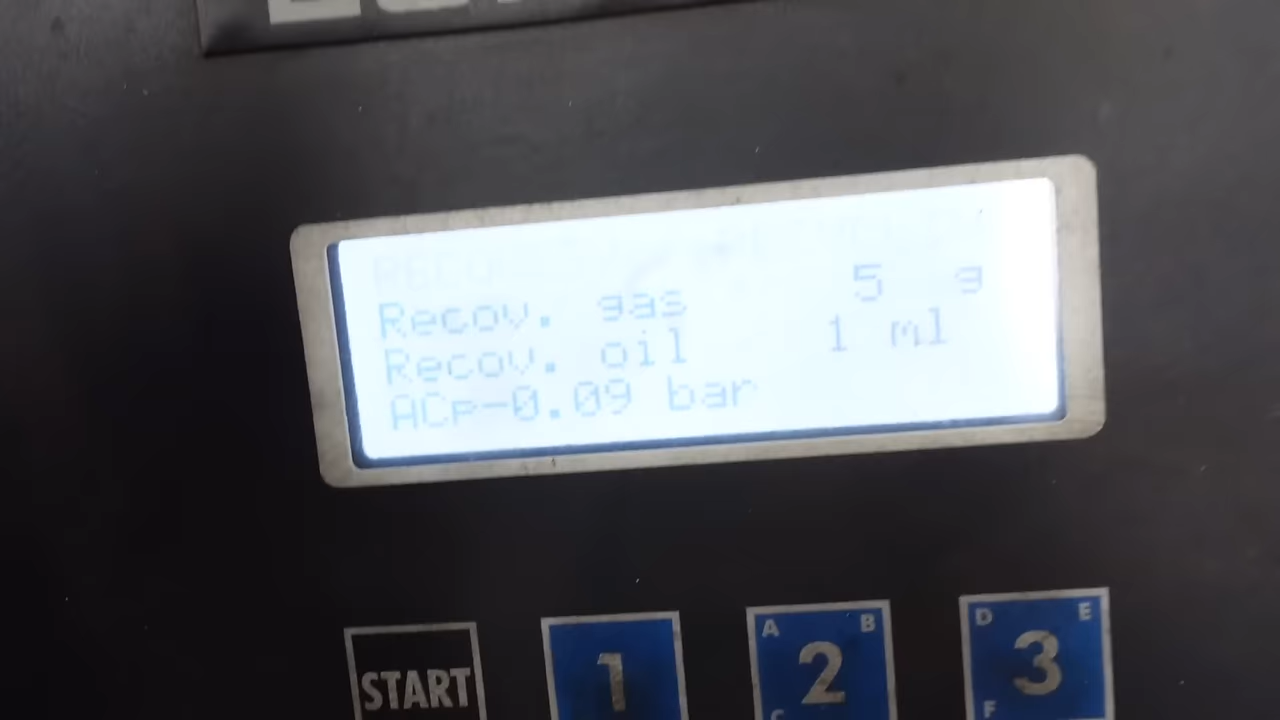 Recov. gas 5 g
Recov. oil 1 ml
ACp-0.09 bar
START
1
A B
2
C
D E
3
F